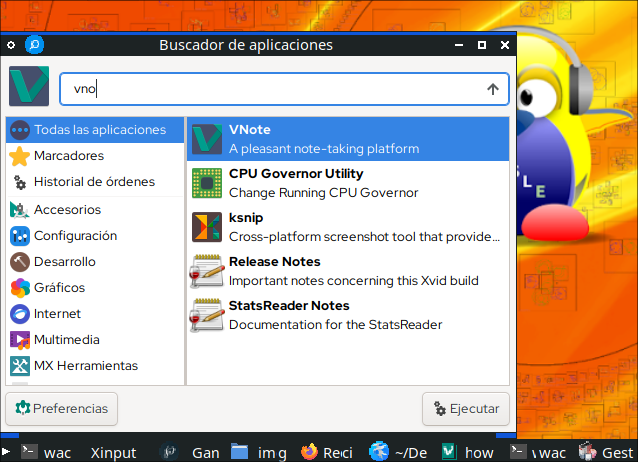 Buscador de aplicaciones
vno
Todas las aplicaciones
Marcadores
Historial de órdenes
Accesorios
Configuración
Desarrollo
Gráficos
Internet
Multimedia
MX Herramientas
VNote
A pleasant note-taking platform
CPU Governor Utility
Change Running CPU Governor
ksnip
Cross-platform screenshot tool that provide...
Release Notes
Important notes concerning this Xvid build
StatsReader Notes
Documentation for the StatsReader
Preferencias
Ejecutar
S L E
wac Xinput Gan img Reci ~/De how wac Gest